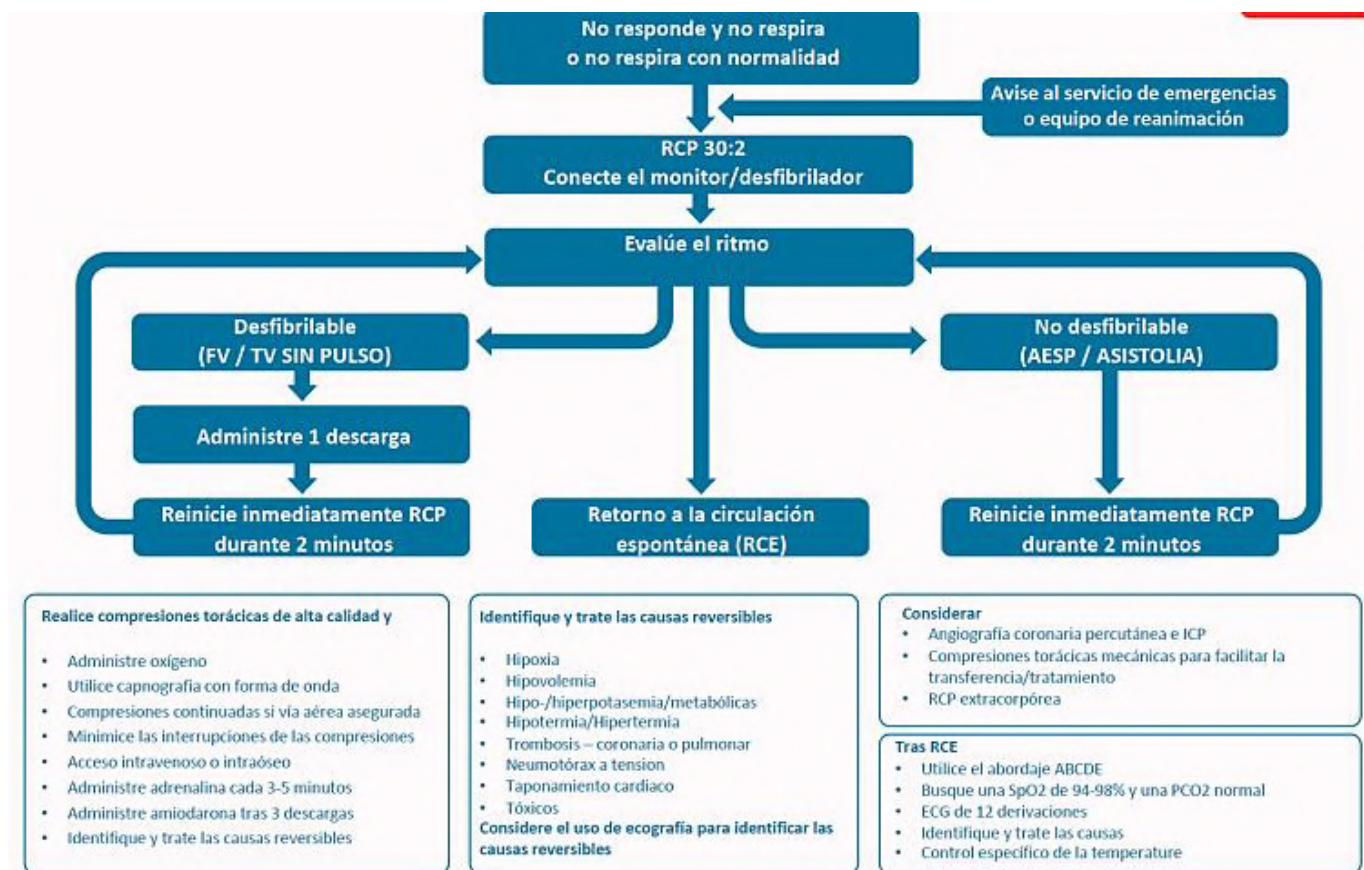 No responde y no respira
o no respira con normalidad
Avise al servicio de emergencias
o equipo de reanimación
RCP 30:2
Conecte el monitor/desfibrilador
Evalúe el ritmo
Desfibrilable
(FV / TV SIN PULSO)
No desfibrilable
(AESP / ASISTOLIA)
Administre 1 descarga
Reinicie inmediatamente RCP
durante 2 minutos
Retorno a la circulación
espontánea (RCE)
Reinicie inmediatamente RCP
durante 2 minutos
Realice compresiones torácicas de alta calidad y
• Administre oxígeno
• Utilice capnografía con forma de onda
• Compresiones continuadas si vía aérea asegurada
• Minimice las interrupciones de las compresiones
• Acceso intravenoso o intraóseo
• Administre adrenalina cada 3-5 minutos
• Administre amiodarona tras 3 descargas
• Identifique y trate las causas reversibles
Identifique y trate las causas reversibles
• Hipoxia
• Hipovolemia
• Hipo-/hiperpotasemia/metabólicas
• Hipotermia/Hipertermia
• Trombosis – coronaria o pulmonar
• Neumotórax a tension
• Taponamiento cardiaco
• Tóxicos
Considere el uso de ecografía para identificar las
causas reversibles
Considerar
• Angiografía coronaria percutánea e ICP
• Compresiones torácicas mecánicas para facilitar la
transferencia/tratamiento
• RCP extracorpórea
Tras RCE
• Utilice el abordaje ABCDE
• Busque una SpO2 de 94-98% y una PCO2 normal
• ECG de 12 derivaciones
• Identifique y trate las causas
• Control específico de la temperature